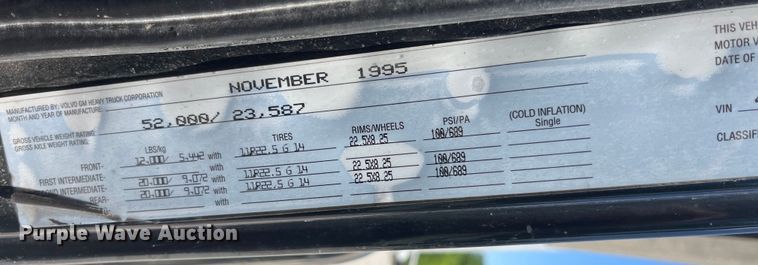 MANUFACTURED BY: VOLVO GM HEAVY TRUCK CORPORATION
MONTH AND YEAR OF MANUFACTURE:
NOVEMBER 1995
THIS VEH
MOTOR V
DATE OF
GROSS VEHICLE WEIGHT RATING
52,000/ 23,587
GROSS AXLE WEIGHT RATING
LBS/kg TIRES RIMS/WHEELS PSI/PA (COLD INFLATION)
Single
VIN
FRONT- 12,000/ 5,442 with 11R22.5 G 14 22.5X8.25 100/689
CLASSIFI
FIRST INTERMEDIATE- 20,000/ 9,072 with 11R22.5 G 14 22.5X8.25 100/689
INTERMEDIATE- 20,000/ 9,072 with 11R22.5 G 14 22.5X8.25 100/689
REAR- with
Purple Wave Auction